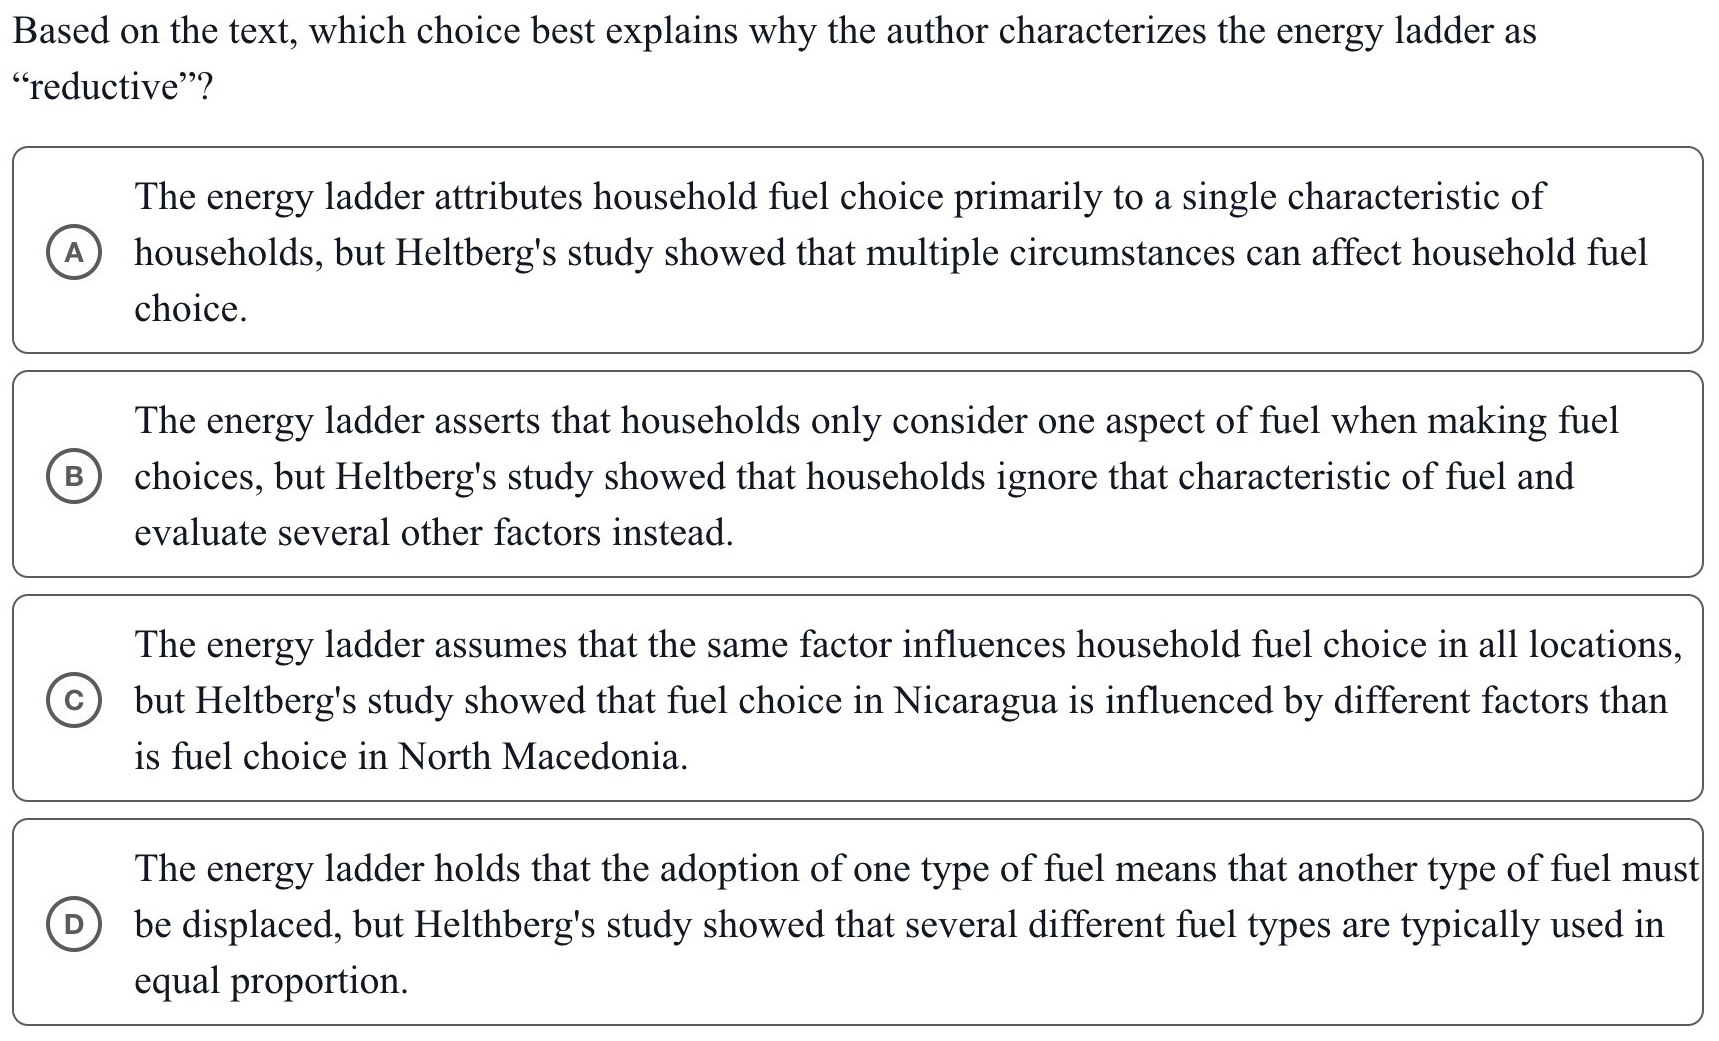 Based on the text, which choice best explains why the author characterizes the energy ladder as
“reductive”?
A
The energy ladder attributes household fuel choice primarily to a single characteristic of
households, but Heltberg's study showed that multiple circumstances can affect household fuel
choice.
B
The energy ladder asserts that households only consider one aspect of fuel when making fuel
choices, but Heltberg's study showed that households ignore that characteristic of fuel and
evaluate several other factors instead.
C
The energy ladder assumes that the same factor influences household fuel choice in all locations,
but Heltberg's study showed that fuel choice in Nicaragua is influenced by different factors than
is fuel choice in North Macedonia.
D
The energy ladder holds that the adoption of one type of fuel means that another type of fuel must
be displaced, but Helthberg's study showed that several different fuel types are typically used in
equal proportion.